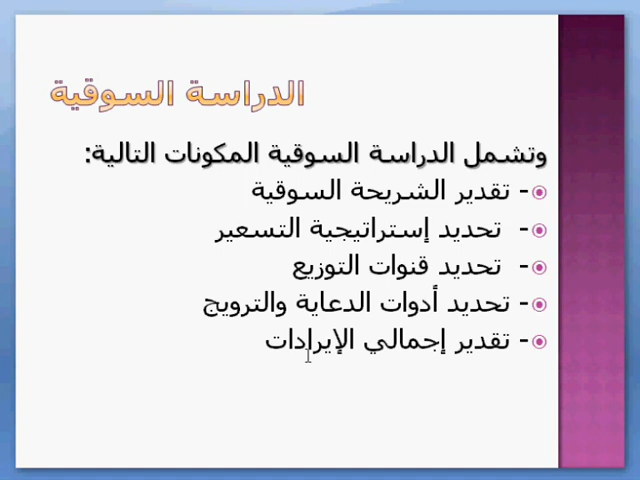 الدراسة السوقية
وتشمل الدراسة السوقية المكونات التالية:
- تقدير الشريحة السوقية
- تحديد إستراتيجية التسعير
- تحديد قنوات التوزيع
- تحديد أدوات الدعاية والترويج
- تقدير إجمالي الإيرادات